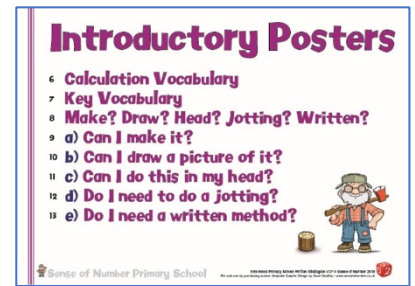 Introductory Posters
6 Calculation Vocabulary
7 Key Vocabulary
8 Make? Draw? Head? Jotting? Written?
9 a) Can I make it?
10 b) Can I draw a picture of it?
11 c) Can I do this in my head?
12 d) Do I need to do a jotting?
13 e) Do I need a written method?
Sense of Number Primary School